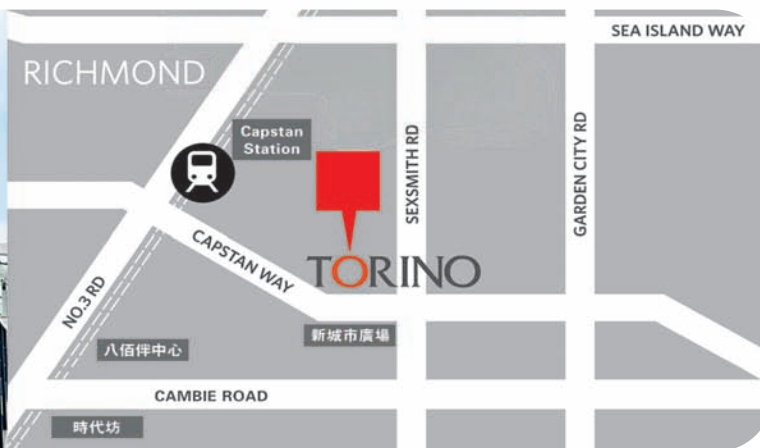 SEA ISLAND WAY
RICHMOND
Capstan
Station
SEXSMITH RD
GARDEN CITY RD
CAPSTAN WAY
TORINO
NO.3 RD
新城市廣場
八佰伴中心
CAMBIE ROAD
時代坊